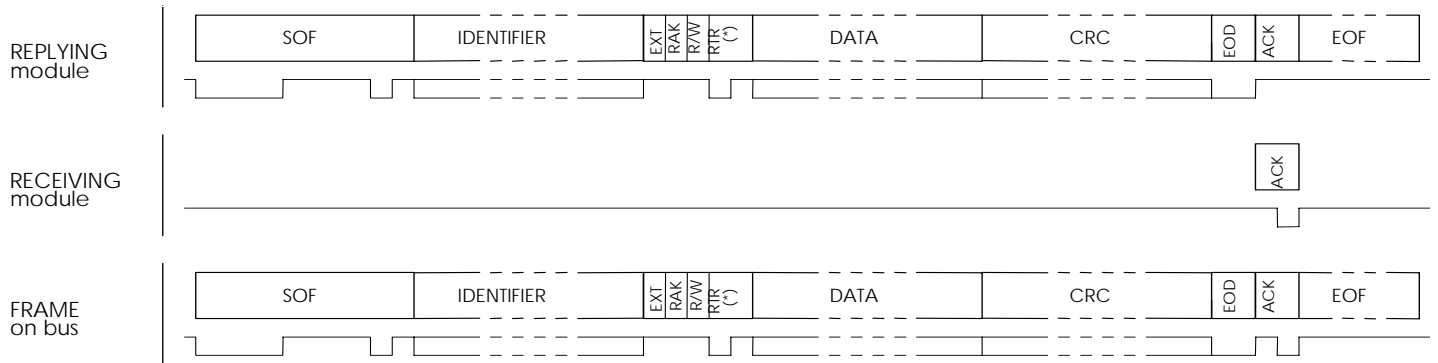 REPLYING
module
SOF
IDENTIFIER
EXT
RAK
R/W
RTR
(*)
DATA
CRC
EOD
ACK
EOF
RECEIVING
module
ACK
FRAME
on bus
SOF
IDENTIFIER
EXT
RAK
R/W
RTR
(*)
DATA
CRC
EOD
ACK
EOF